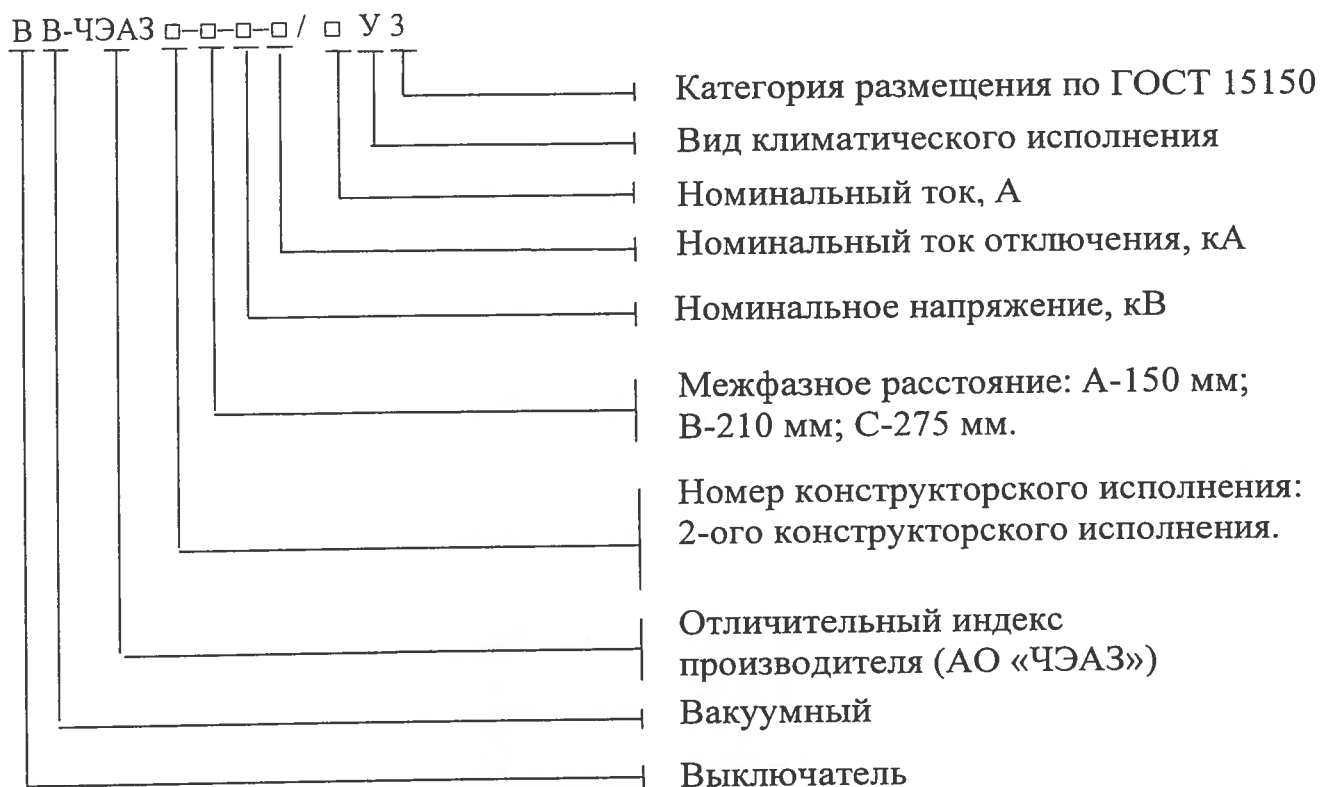 В В-ЧЭАЗ □–□–□–□ / □ У 3
Категория размещения по ГОСТ 15150
Вид климатического исполнения
Номинальный ток, А
Номинальный ток отключения, кА
Номинальное напряжение, кВ
Межфазное расстояние: А-150 мм;
В-210 мм; С-275 мм.
Номер конструкторского исполнения:
2-ого конструкторского исполнения.
Отличительный индекс
производителя (АО «ЧЭАЗ»)
Вакуумный
Выключатель